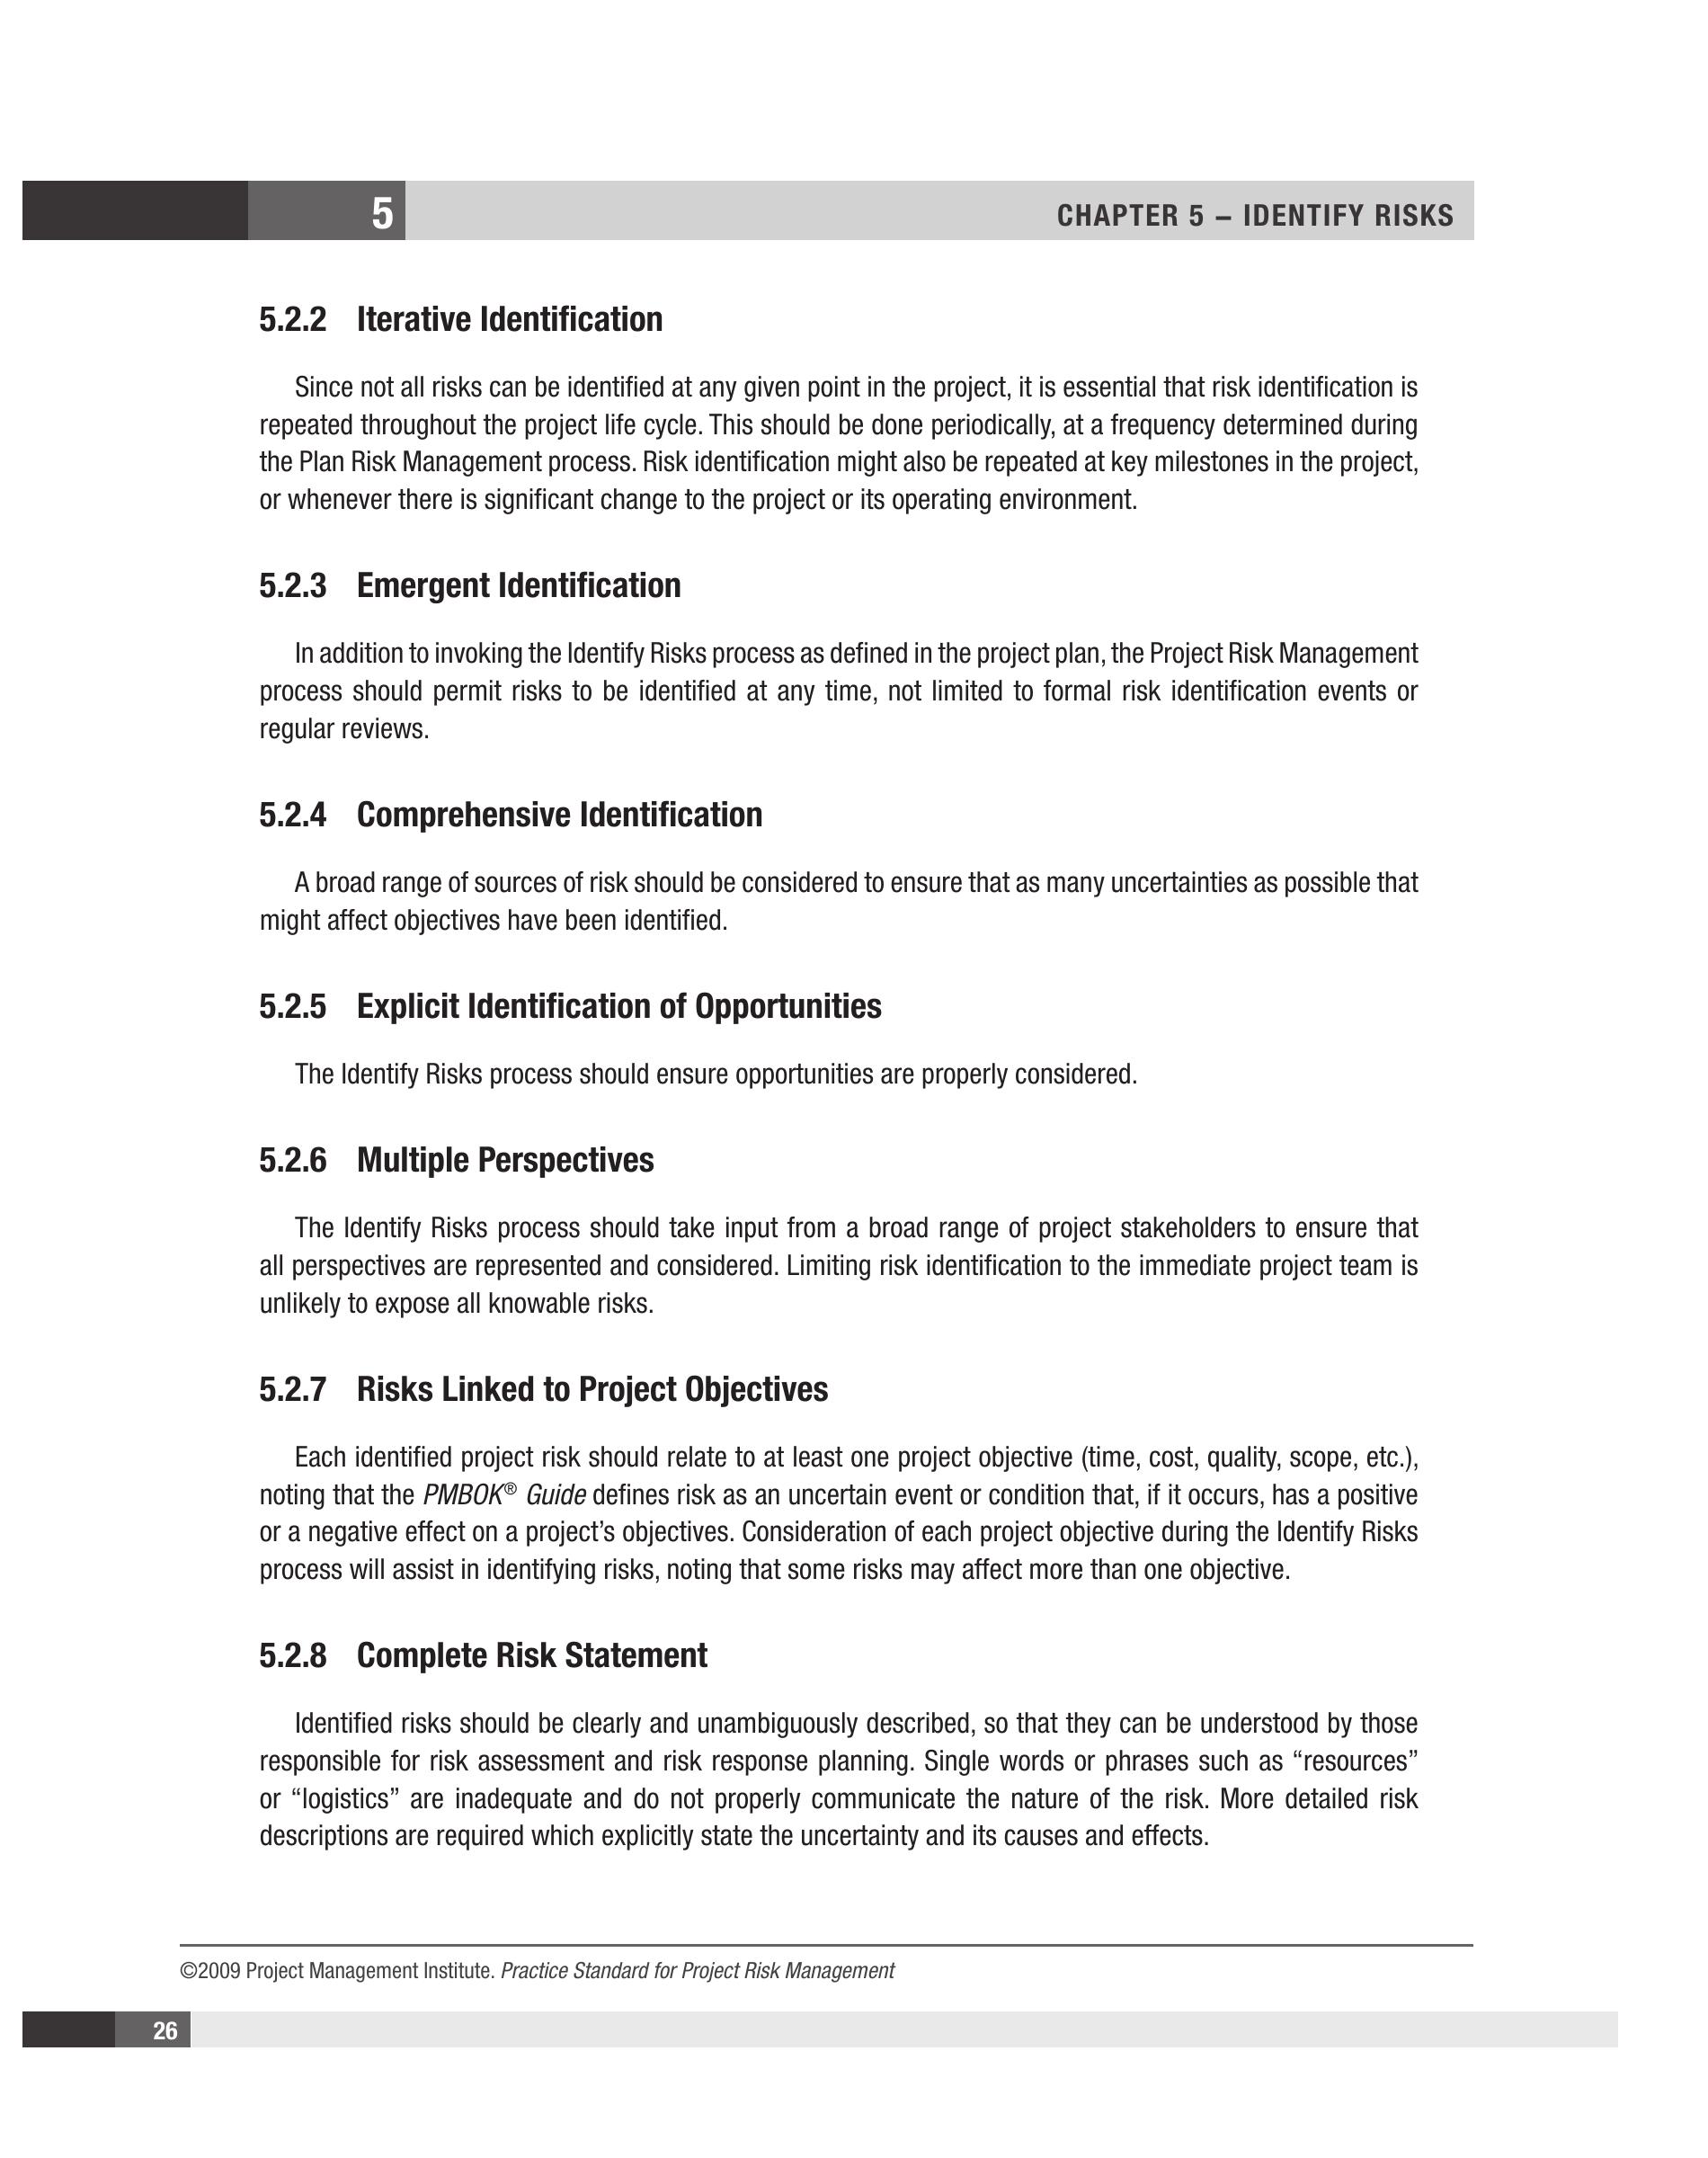 5
CHAPTER 5 – IDENTIFY RISKS
5.2.2 Iterative Identification
Since not all risks can be identified at any given point in the project, it is essential that risk identification is
repeated throughout the project life cycle. This should be done periodically, at a frequency determined during
the Plan Risk Management process. Risk identification might also be repeated at key milestones in the project,
or whenever there is significant change to the project or its operating environment.
5.2.3 Emergent Identification
In addition to invoking the Identify Risks process as defined in the project plan, the Project Risk Management
process should permit risks to be identified at any time, not limited to formal risk identification events or
regular reviews.
5.2.4 Comprehensive Identification
A broad range of sources of risk should be considered to ensure that as many uncertainties as possible that
might affect objectives have been identified.
5.2.5 Explicit Identification of Opportunities
The Identify Risks process should ensure opportunities are properly considered.
5.2.6 Multiple Perspectives
The Identify Risks process should take input from a broad range of project stakeholders to ensure that
all perspectives are represented and considered. Limiting risk identification to the immediate project team is
unlikely to expose all knowable risks.
5.2.7 Risks Linked to Project Objectives
Each identified project risk should relate to at least one project objective (time, cost, quality, scope, etc.),
noting that the PMBOK® Guide defines risk as an uncertain event or condition that, if it occurs, has a positive
or a negative effect on a project’s objectives. Consideration of each project objective during the Identify Risks
process will assist in identifying risks, noting that some risks may affect more than one objective.
5.2.8 Complete Risk Statement
Identified risks should be clearly and unambiguously described, so that they can be understood by those
responsible for risk assessment and risk response planning. Single words or phrases such as “resources”
or “logistics” are inadequate and do not properly communicate the nature of the risk. More detailed risk
descriptions are required which explicitly state the uncertainty and its causes and effects.
©2009 Project Management Institute. Practice Standard for Project Risk Management
26